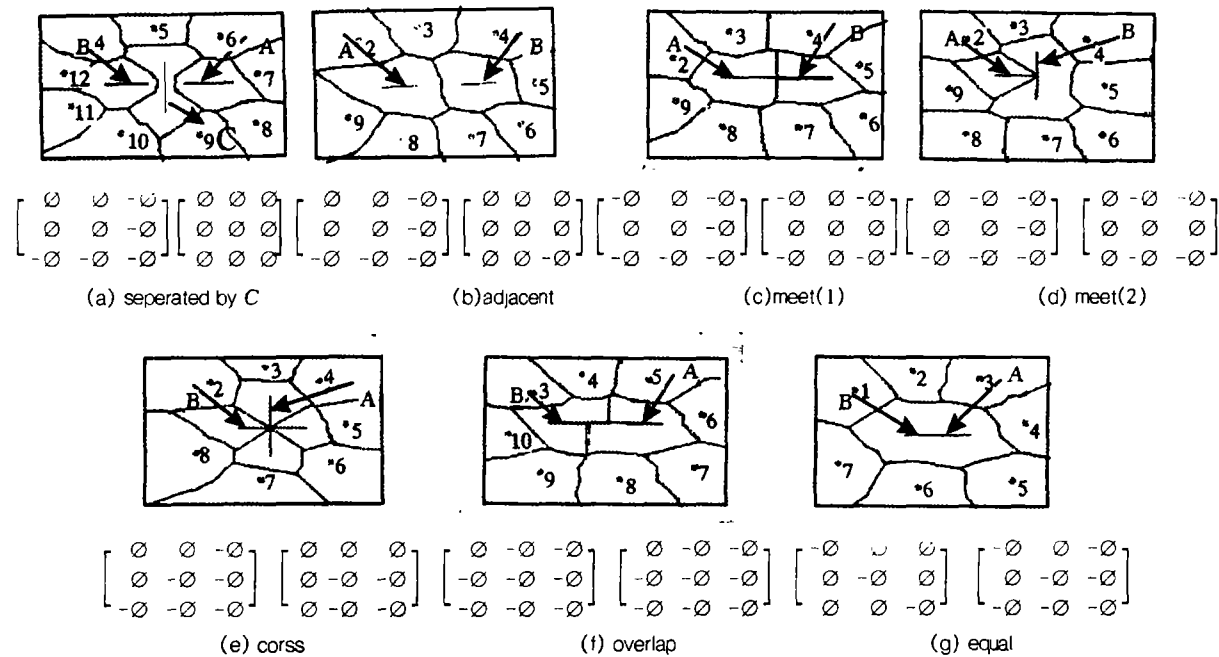 B 4 *5 *6 A
*12 *7
*11 *10 *9 C *8
A 2 *3 *4 B
5
*9 8 *7 *6
A *3 *4 B
*2 *5
*9 *8 *7 *6
A *2 *3 *4 B
*9 *5
*8 *7 *6
∅ ∅ -∅ ∅ ∅ ∅ ∅ ∅ -∅ ∅ ∅ ∅ -∅ ∅ ∅ -∅ ∅ -∅ ∅ ∅ -∅ ∅ -∅ -∅
∅ ∅ -∅ ∅ ∅ ∅ ∅ ∅ -∅ ∅ ∅ ∅ ∅ ∅ -∅ ∅ ∅ ∅ ∅ -∅ -∅ ∅ ∅ ∅
-∅ -∅ -∅ ∅ ∅ ∅ -∅ -∅ -∅ ∅ ∅ -∅ -∅ -∅ -∅ -∅ ∅ -∅ -∅ -∅ -∅ ∅ ∅ -∅
(a) seperated by C
(b)adjacent
(c)meet(1)
(d) meet(2)
B *2 *3 *4 A
*5
*8 *7 *6
B *3 *4 *5 A
*10 *6
*9 *8 *7
B *1 *2 *3 A
*4
*7 *6 *5
∅ ∅ -∅ ∅ ∅ ∅ ∅ -∅ -∅ ∅ -∅ -∅ -∅ ∅ -∅ ∅ -∅
∅ -∅ -∅ ∅ -∅ -∅ -∅ -∅ -∅ -∅ -∅ -∅ ∅ -∅ ∅ ∅ -∅ -∅
-∅ -∅ -∅ ∅ -∅ -∅ -∅ -∅ -∅ -∅ -∅ -∅ ∅ ∅ -∅ -∅ -∅ -∅
(e) corss
(f) overlap
(g) equal